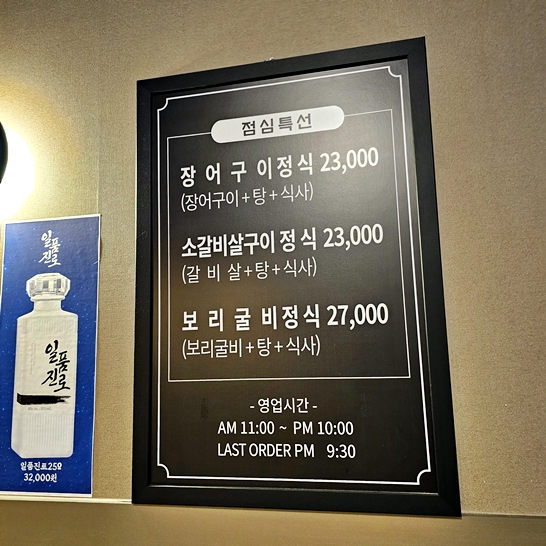 점심특선
장어구이정식 23,000
(장어구이+탕+식사)
소갈비살구이정식 23,000
(갈비살+탕+식사)
보리굴비정식 27,000
(보리굴비+탕+식사)
- 영업시간 -
AM 11:00 ~ PM 10:00
LAST ORDER PM 9:30
일품
진로
일품
진로
일품진로25도
32,000원